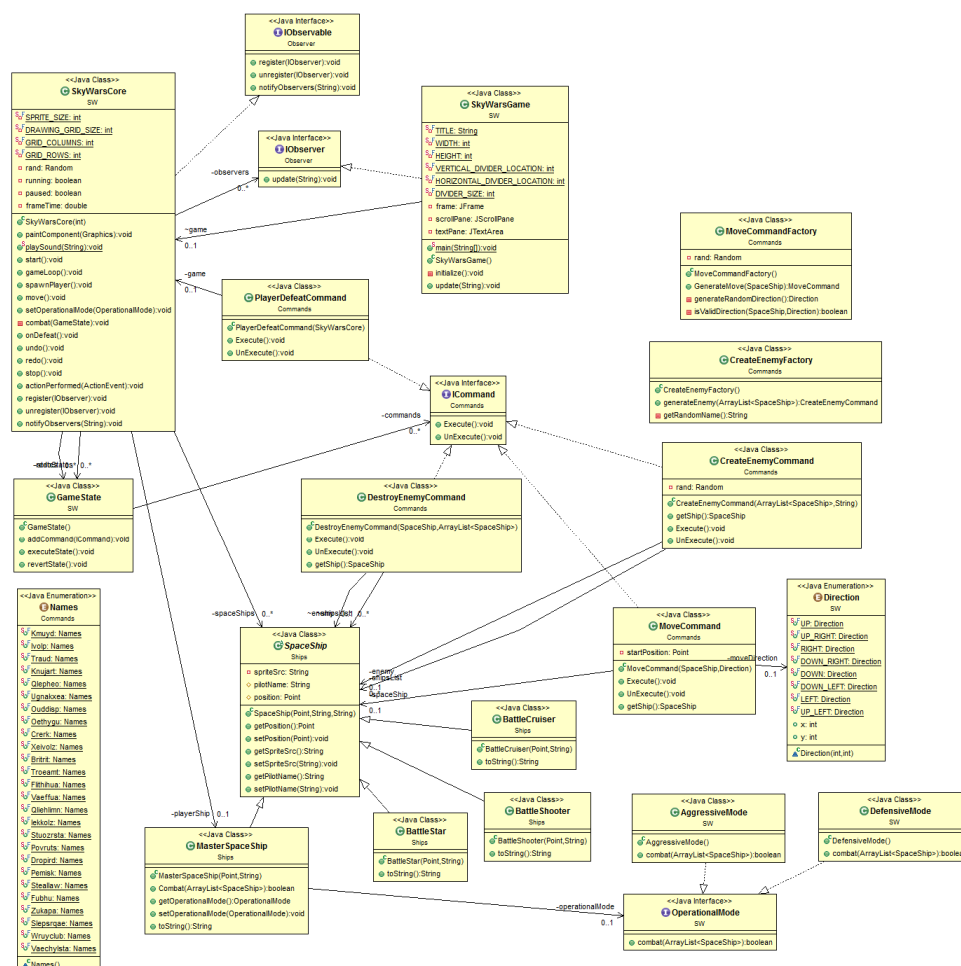 <<Java Interface>>
IObservable
Observer
register(IObserver):void
unregister(IObserver):void
notifyObservers(String):void
<<Java Class>>
SkyWarsCore
SW
SPRITE_SIZE: int
DRAWING_GRID_SIZE: int
GRID_COLUMNS: int
GRID_ROWS: int
rand: Random
running: boolean
paused: boolean
frameTime: double
SkyWarsCore(int)
paintComponent(Graphics):void
playSound(String):void
start():void
gameLoop():void
spawnPlayer():void
move():void
setOperationalMode(OperationalMode):void
combat(GameState):void
onDefeat():void
undo():void
redo():void
stop():void
actionPerformed(ActionEvent):void
register(IObserver):void
unregister(IObserver):void
notifyObservers(String):void
<<Java Interface>>
IObserver
Observer
update(String):void
-observers
0..*
<<Java Class>>
SkyWarsGame
SW
TITLE: String
WIDTH: int
HEIGHT: int
VERTICAL_DIVIDER_LOCATION: int
HORIZONTAL_DIVIDER_LOCATION: int
DIVIDER_SIZE: int
frame: JFrame
scrollPane: JScrollPane
textPane: JTextArea
main(String[]):void
SkyWarsGame()
initialize():void
update(String):void
~game
0..1
-game
0..1
<<Java Class>>
PlayerDefeatCommand
Commands
PlayerDefeatCommand(SkyWarsCore)
Execute():void
UnExecute():void
<<Java Class>>
MoveCommandFactory
Commands
rand: Random
MoveCommandFactory()
GenerateMove(SpaceShip):MoveCommand
generateRandomDirection():Direction
isValidDirection(SpaceShip,Direction):boolean
<<Java Class>>
CreateEnemyFactory
Commands
CreateEnemyFactory()
generateEnemy(ArrayList<SpaceShip>):CreateEnemyCommand
getRandomName():String
<<Java Interface>>
ICommand
Commands
Execute():void
UnExecute():void
-commands
0..*
<<Java Class>>
CreateEnemyCommand
Commands
rand: Random
CreateEnemyCommand(ArrayList<SpaceShip>,String)
getShip():SpaceShip
Execute():void
UnExecute():void
0..*
<<Java Class>>
GameState
SW
GameState()
addCommand(ICommand):void
executeState():void
revertState():void
<<Java Class>>
DestroyEnemyCommand
Commands
DestroyEnemyCommand(SpaceShip,ArrayList<SpaceShip>)
Execute():void
UnExecute():void
getShip():SpaceShip
<<Java Enumeration>>
Names
Commands
Kmuyd: Names
Ivolp: Names
Traud: Names
Knujart: Names
Qlepheo: Names
Ugnakxea: Names
Ouddisp: Names
Oethygu: Names
Crerk: Names
Xeivolz: Names
Britrit: Names
Troeamt: Names
Flithihua: Names
Vaeffua: Names
Qliehlimn: Names
Iekkolz: Names
Stuozrsta: Names
Povruts: Names
Dropird: Names
Pemisk: Names
Steallaw: Names
Fubhu: Names
Zukapa: Names
Slepsrqae: Names
Wruyclub: Names
Vaechylsta: Names
Names()
-spaceShips
0..*
0..*
<<Java Class>>
SpaceShip
Ships
spriteSrc: String
pilotName: String
position: Point
SpaceShip(Point,String,String)
getPosition():Point
setPosition(Point):void
getSpriteSrc():String
setSpriteSrc(String):void
getPilotName():String
setPilotName(String):void
-enemy
-shipsList
0..1
-spaceShip
0..1
<<Java Class>>
MoveCommand
Commands
startPosition: Point
MoveCommand(SpaceShip,Direction)
Execute():void
UnExecute():void
getShip():SpaceShip
-moveDirection
0..1
<<Java Enumeration>>
Direction
SW
UP: Direction
UP_RIGHT: Direction
RIGHT: Direction
DOWN_RIGHT: Direction
DOWN: Direction
DOWN_LEFT: Direction
LEFT: Direction
UP_LEFT: Direction
x: int
y: int
Direction(int,int)
<<Java Class>>
BattleCruiser
Ships
BattleCruiser(Point,String)
toString():String
<<Java Class>>
BattleShooter
Ships
BattleShooter(Point,String)
toString():String
<<Java Class>>
BattleStar
Ships
BattleStar(Point,String)
toString():String
-playerShip
0..1
<<Java Class>>
MasterSpaceShip
Ships
MasterSpaceShip(Point,String)
Combat(ArrayList<SpaceShip>):boolean
getOperationalMode():OperationalMode
setOperationalMode(OperationalMode):void
toString():String
<<Java Class>>
AggressiveMode
SW
AggressiveMode()
combat(ArrayList<SpaceShip>):boolean
<<Java Class>>
DefensiveMode
SW
DefensiveMode()
combat(ArrayList<SpaceShip>):boolean
-operationalMode
0..1
<<Java Interface>>
OperationalMode
SW
combat(ArrayList<SpaceShip>):boolean